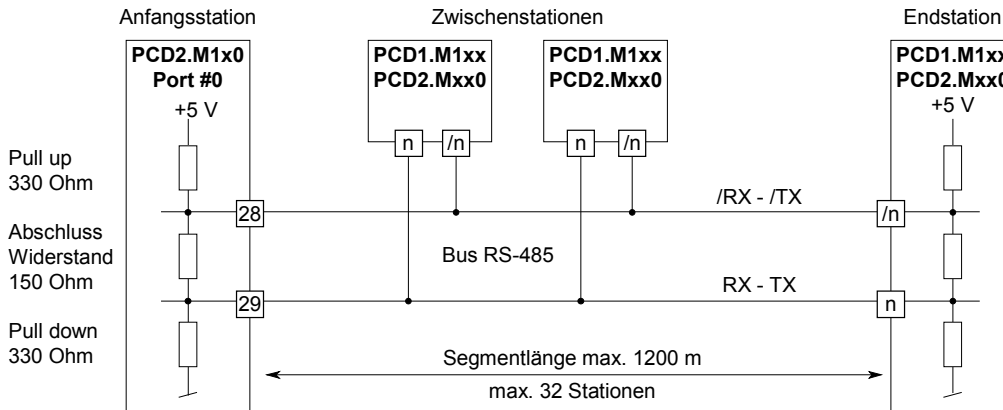 Anfangsstation
Zwischenstationen
Endstation
PCD2.M1x0
Port #0
+5 V
PCD1.M1xx
PCD2.Mxx0
PCD1.M1xx
PCD2.Mxx0
PCD1.M1xx
PCD2.Mxx0
+5 V
n
/n
n
/n
Pull up
330 Ohm
28
/RX - /TX
/n
Abschluss
Widerstand
150 Ohm
Bus RS-485
29
RX - TX
n
Pull down
330 Ohm
Segmentlänge max. 1200 m
max. 32 Stationen